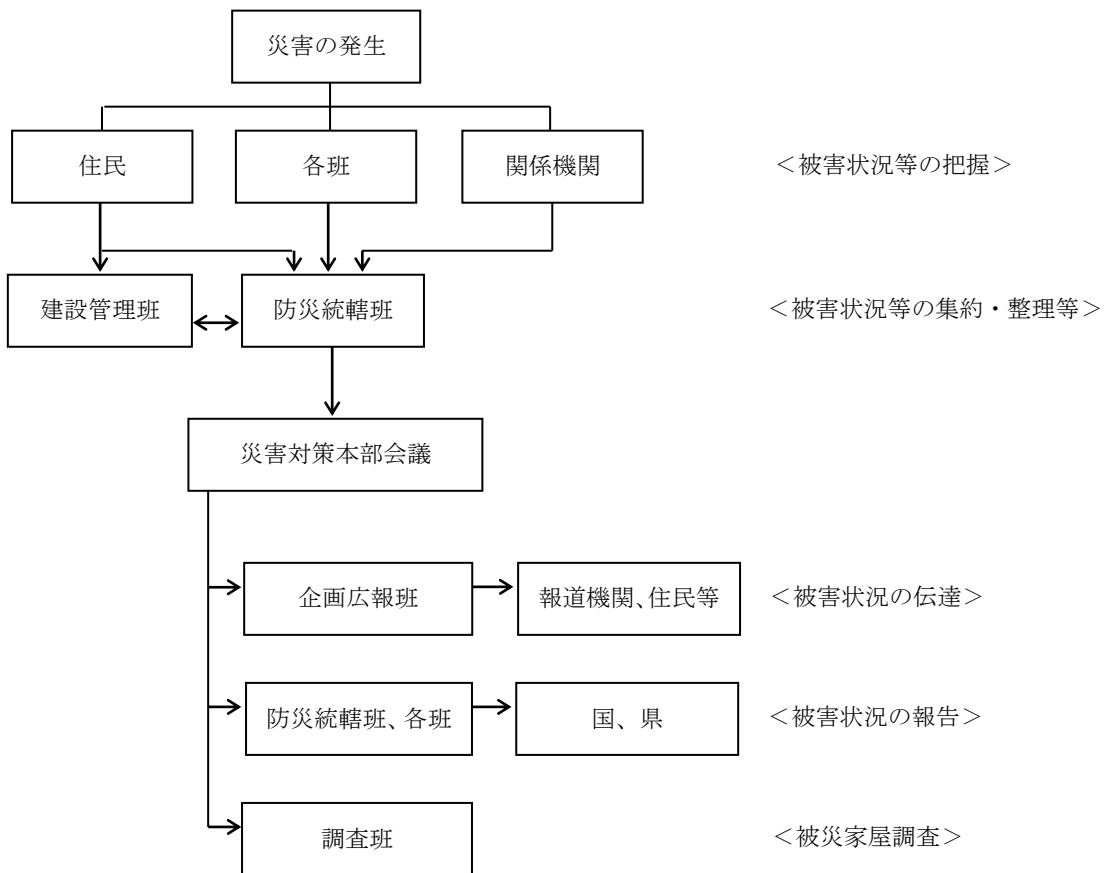 災害の発生
住民
各班
関係機関
＜被害状況等の把握＞
建設管理班
防災統轄班
＜被害状況等の集約・整理等＞
災害対策本部会議
企画広報班
報道機関、住民等
＜被害状況の伝達＞
防災統轄班、各班
国、県
＜被害状況の報告＞
調査班
＜被災家屋調査＞